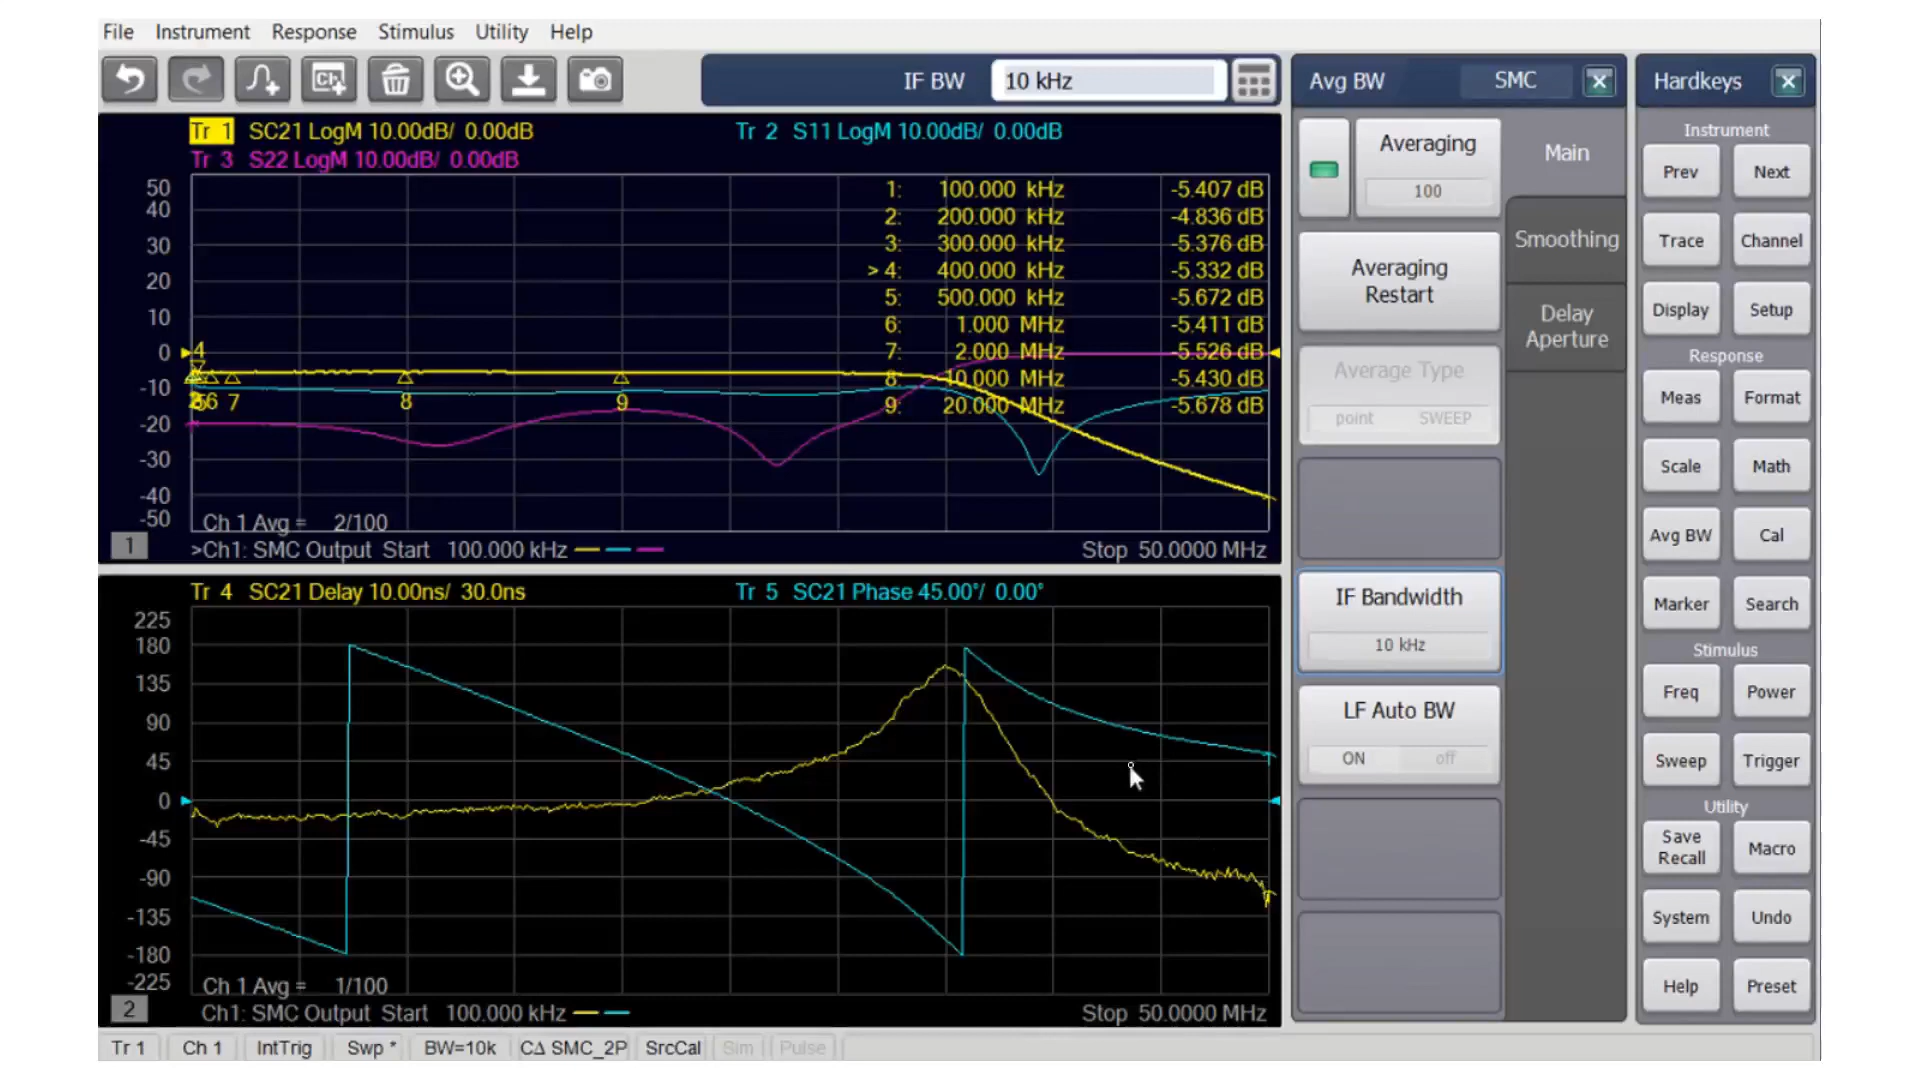 File Instrument Response Stimulus Utility Help
IF BW 10 kHz
Tr 1 SC21 LogM 10.00dB/ 0.00dB
Tr 2 S11 LogM 10.00dB/ 0.00dB
Tr 3 S22 LogM 10.00dB/ 0.00dB
50
40
30
20
10
0
-10
-20
-30
-40
-50
1: 100.000 kHz -5.407 dB
2: 200.000 kHz -4.836 dB
3: 300.000 kHz -5.376 dB
> 4: 400.000 kHz -5.332 dB
5: 500.000 kHz -5.672 dB
6: 1.000 MHz -5.411 dB
7: 2.000 MHz -5.526 dB
8: 10.000 MHz -5.430 dB
9: 20.000 MHz -5.678 dB
4
6 7 8 9
Ch 1 Avg = 2/100
1 >Ch1: SMC Output Start 100.000 kHz Stop 50.0000 MHz
Tr 4 SC21 Delay 10.00ns/ 30.0ns
Tr 5 SC21 Phase 45.00°/ 0.00°
225
180
135
90
45
0
-45
-90
-135
-180
-225
Ch 1 Avg = 1/100
2 Ch1: SMC Output Start 100.000 kHz Stop 50.0000 MHz
Tr 1 Ch 1 IntTrig Swp * BW=10k CΔ SMC_2P SrcCal Sim Pulse
Avg BW SMC
Averaging
100
Averaging
Restart
Average Type
point SWEEP
IF Bandwidth
10 kHz
LF Auto BW
ON off
Main
Smoothing
Delay
Aperture
Hardkeys
Instrument
Prev Next
Trace Channel
Display Setup
Response
Meas Format
Scale Math
Avg BW Cal
Marker Search
Stimulus
Freq Power
Sweep Trigger
Utility
Save
Recall
Macro
System Undo
Help Preset